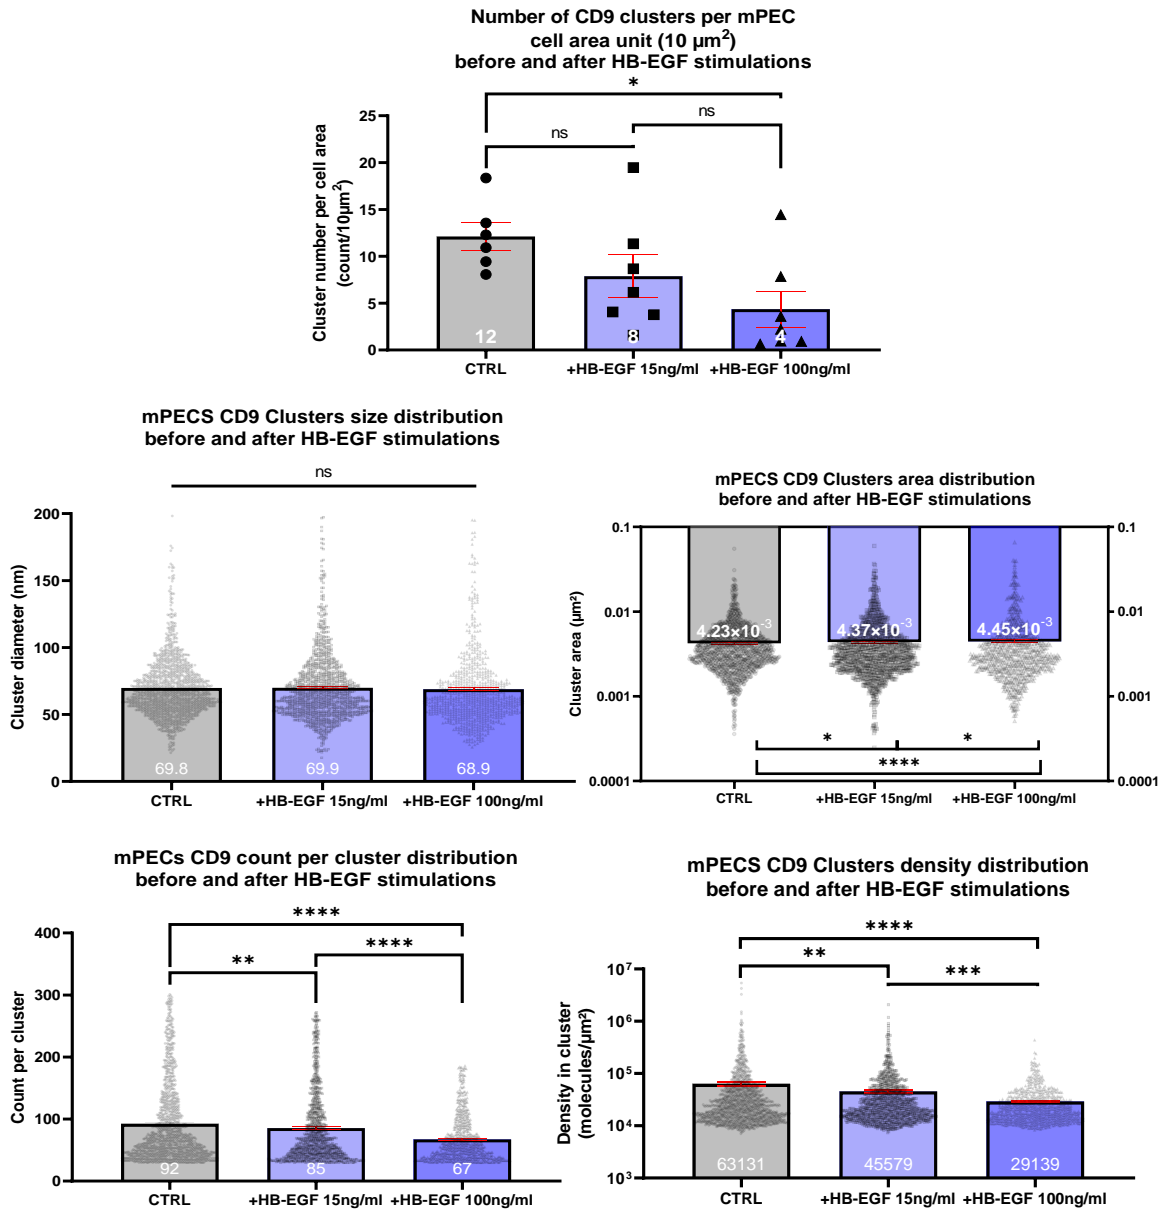 Number of CD9 clusters per mPEC
cell area unit (10 µm²)
before and after HB-EGF stimulations
*
ns
ns
Cluster number per cell area
(count/10µm²)
25
20
15
10
5
0
12
8
4
CTRL
+HB-EGF 15ng/ml
+HB-EGF 100ng/ml
mPECS CD9 Clusters size distribution
before and after HB-EGF stimulations
ns
Cluster diameter (nm)
200
150
100
50
0
69.8
69.9
68.9
CTRL
+HB-EGF 15ng/ml
+HB-EGF 100ng/ml
mPECS CD9 Clusters area distribution
before and after HB-EGF stimulations
Cluster area (µm²)
0.1
0.01
0.001
0.0001
0.1
0.01
0.001
0.0001
4.23×10⁻³
4.37×10⁻³
4.45×10⁻³
*
*
****
CTRL
+HB-EGF 15ng/ml
+HB-EGF 100ng/ml
mPECs CD9 count per cluster distribution
before and after HB-EGF stimulations
****
**
****
Count per cluster
400
300
200
100
0
92
85
67
CTRL
+HB-EGF 15ng/ml
+HB-EGF 100ng/ml
mPECS CD9 Clusters density distribution
before and after HB-EGF stimulations
****
**
***
Density in cluster
(molecules/µm²)
10⁷
10⁶
10⁵
10⁴
10³
63131
45579
29139
CTRL
+HB-EGF 15ng/ml
+HB-EGF 100ng/ml